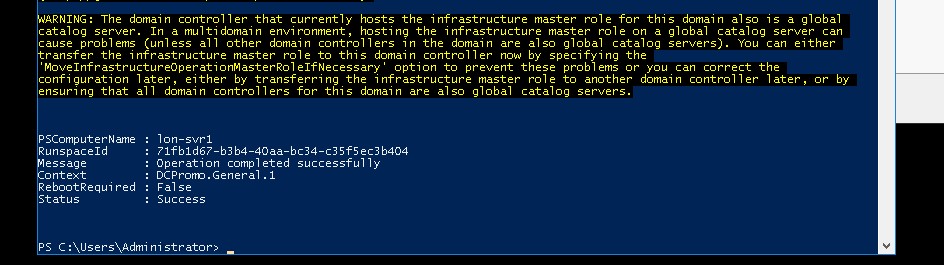 WARNING: The domain controller that currently hosts the infrastructure master role for this domain also is a global
catalog server. In a multidomain environment, hosting the infrastructure master role on a global catalog server can
cause problems (unless all other domain controllers in the domain are also global catalog servers). You can either
transfer the infrastructure master role to this domain controller now by specifying the
'MoveInfrastructureOperationMasterRoleIfNecessary' option to prevent these problems or you can correct the
configuration later, either by transferring the infrastructure master role to another domain controller later, or by
ensuring that all domain controllers for this domain are also global catalog servers.
PSComputerName : lon-svr1
RunspaceId : 71fb1d67-b3b4-40aa-bc34-c35f5ec3b404
Message : Operation completed successfully
Context : DCPromo.General.1
RebootRequired : False
Status : Success
PS C:\Users\Administrator> _